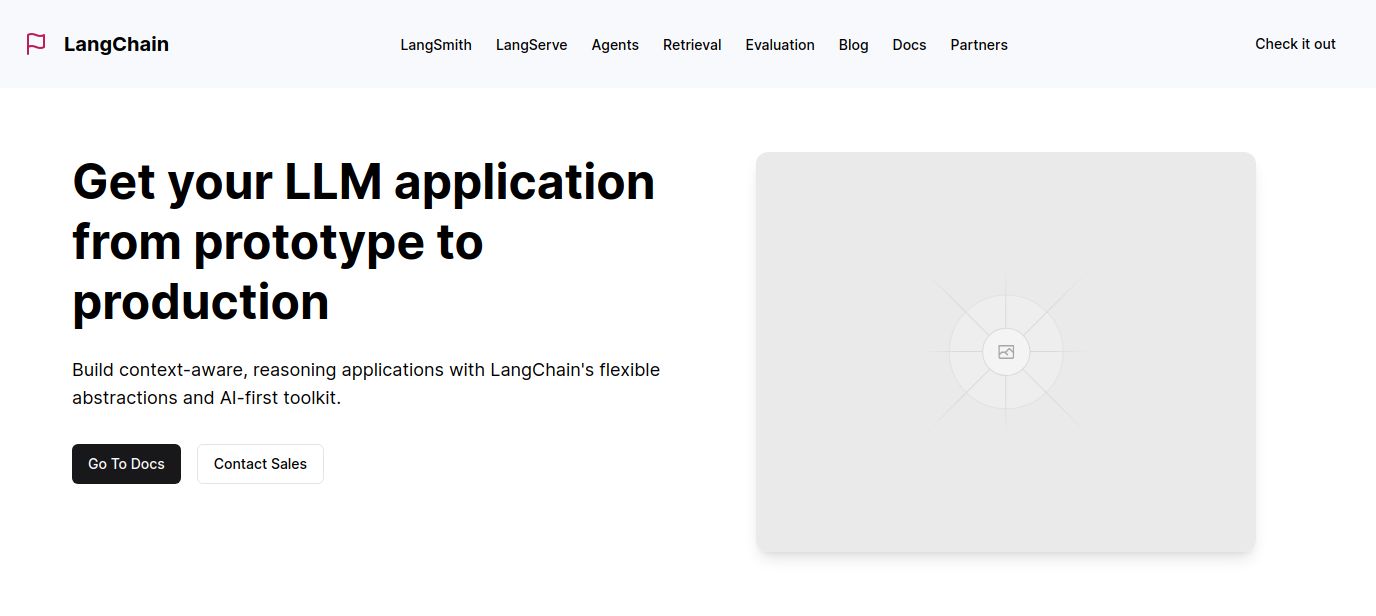 LangChain
LangSmith LangServe Agents Retrieval Evaluation Blog Docs Partners
Check it out
Get your LLM application
from prototype to
production
Build context-aware, reasoning applications with LangChain's flexible
abstractions and AI-first toolkit.
Go To Docs
Contact Sales